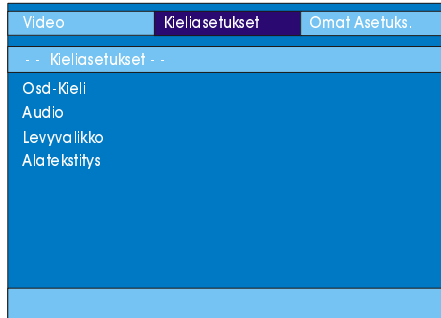 Video Kieliasetukset Omat Asetuks.
- - Kieliasetukset - -
Osd-Kieli
Audio
Levyvalikko
Alatekstitys